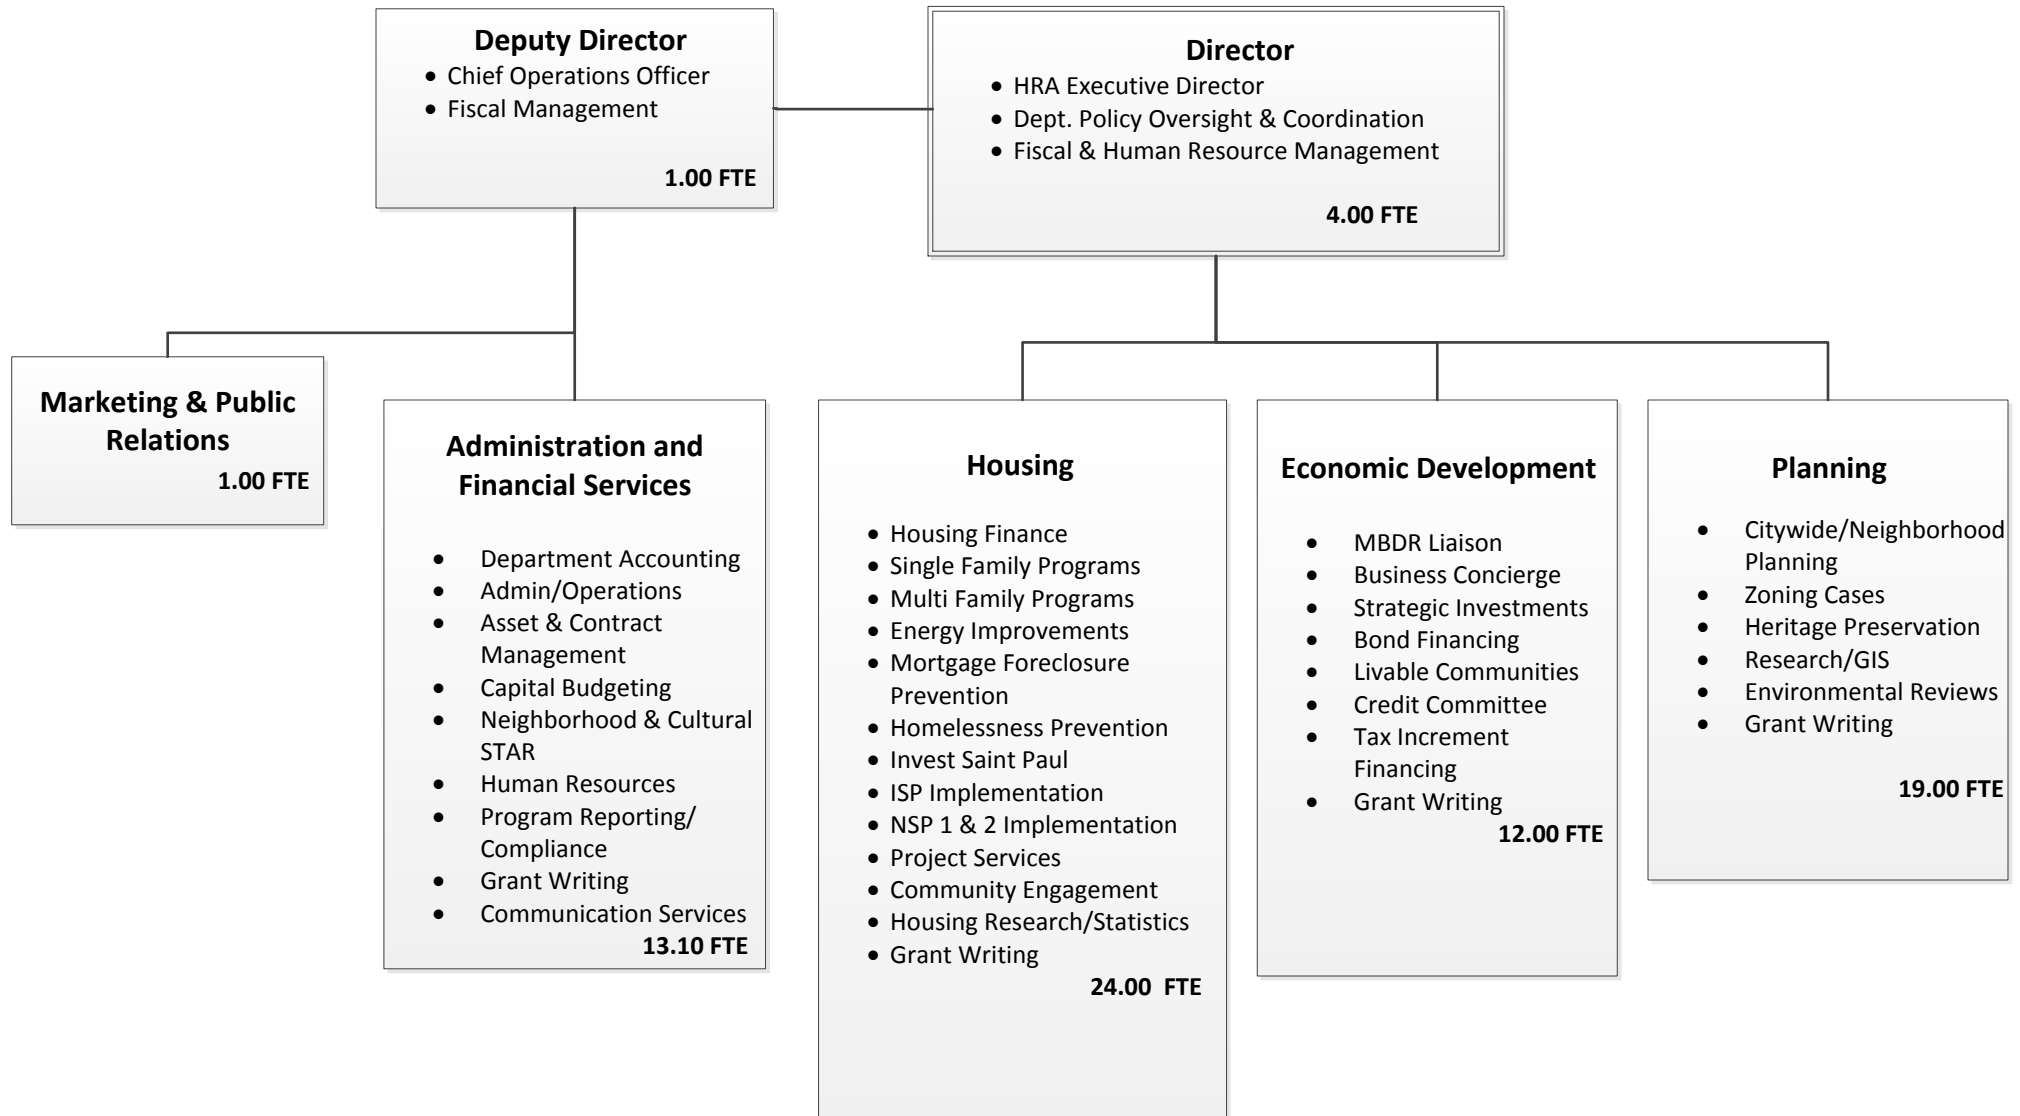 Deputy Director
• Chief Operations Officer
• Fiscal Management
1.00 FTE
Director
• HRA Executive Director
• Dept. Policy Oversight & Coordination
• Fiscal & Human Resource Management
4.00 FTE
Marketing & Public
Relations
1.00 FTE
Administration and
Financial Services
• Department Accounting
• Admin/Operations
• Asset & Contract
Management
• Capital Budgeting
• Neighborhood & Cultural
STAR
• Human Resources
• Program Reporting/
Compliance
• Grant Writing
• Communication Services
13.10 FTE
Housing
• Housing Finance
• Single Family Programs
• Multi Family Programs
• Energy Improvements
• Mortgage Foreclosure
Prevention
• Homelessness Prevention
• Invest Saint Paul
• ISP Implementation
• NSP 1 & 2 Implementation
• Project Services
• Community Engagement
• Housing Research/Statistics
• Grant Writing
24.00 FTE
Economic Development
• MBDR Liaison
• Business Concierge
• Strategic Investments
• Bond Financing
• Livable Communities
• Credit Committee
• Tax Increment
Financing
• Grant Writing
12.00 FTE
Planning
• Citywide/Neighborhood
Planning
• Zoning Cases
• Heritage Preservation
• Research/GIS
• Environmental Reviews
• Grant Writing
19.00 FTE